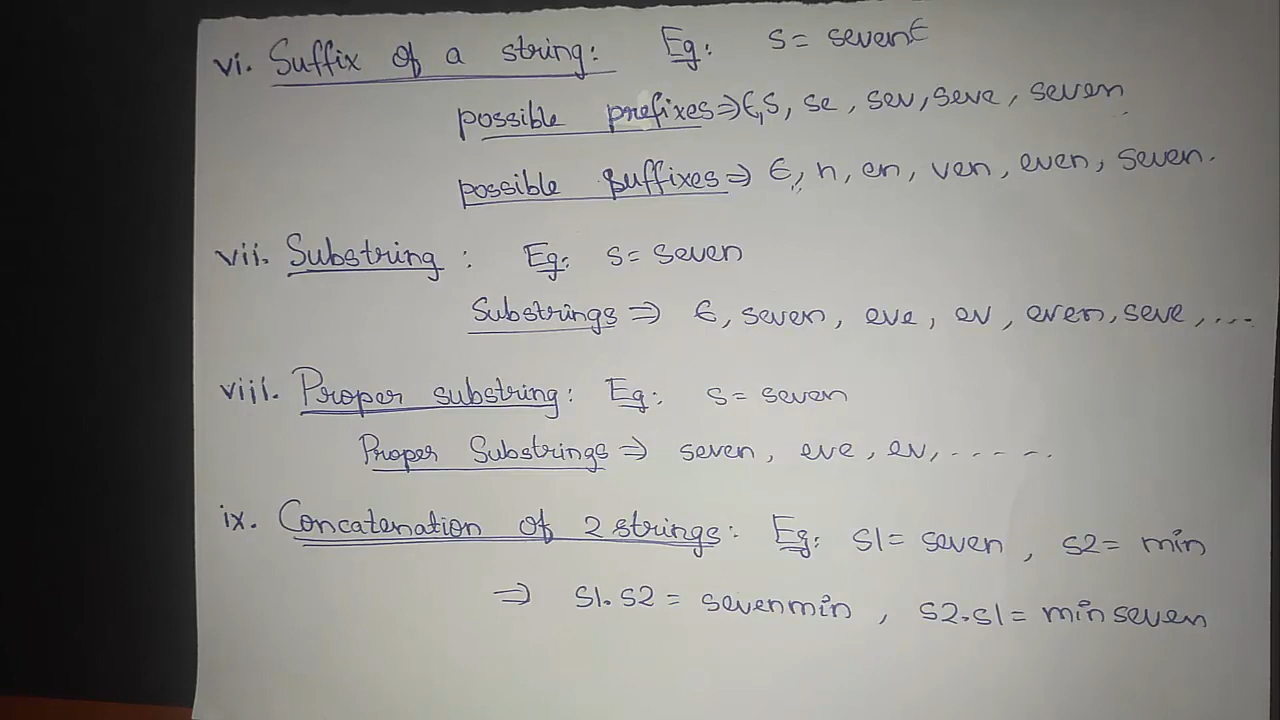 vi. Suffix of a string: Eg: s= sevenϵ
possible prefixes ⇒ ϵ, s, se, sev, seve, seven
possible suffixes ⇒ ϵ, n, en, ven, even, seven.
vii. Substring : Eg: s= seven
Substrings ⇒ ϵ, seven, eve, ev, even, seve, ....
viii. Proper substring: Eg: s= seven
Proper Substrings ⇒ seven, eve, ev, - - - - -.
ix. Concatenation of 2 strings: Eg: s1= seven, s2= min
⇒ s1.s2 = sevenmin, s2.s1= minseven